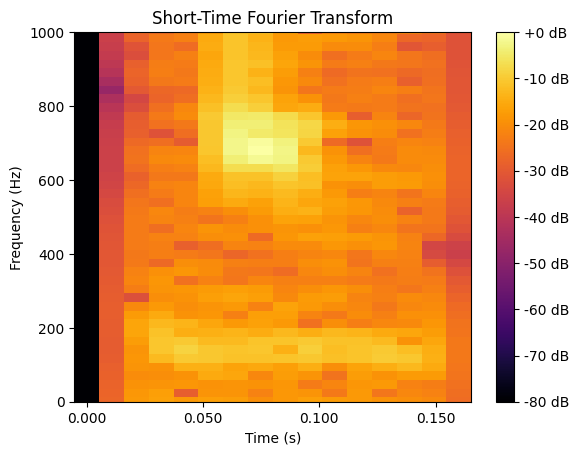 Short-Time Fourier Transform
1000
800
600
400
200
0
Frequency (Hz)
0.000
0.050
0.100
0.150
Time (s)
+0 dB
-10 dB
-20 dB
-30 dB
-40 dB
-50 dB
-60 dB
-70 dB
-80 dB